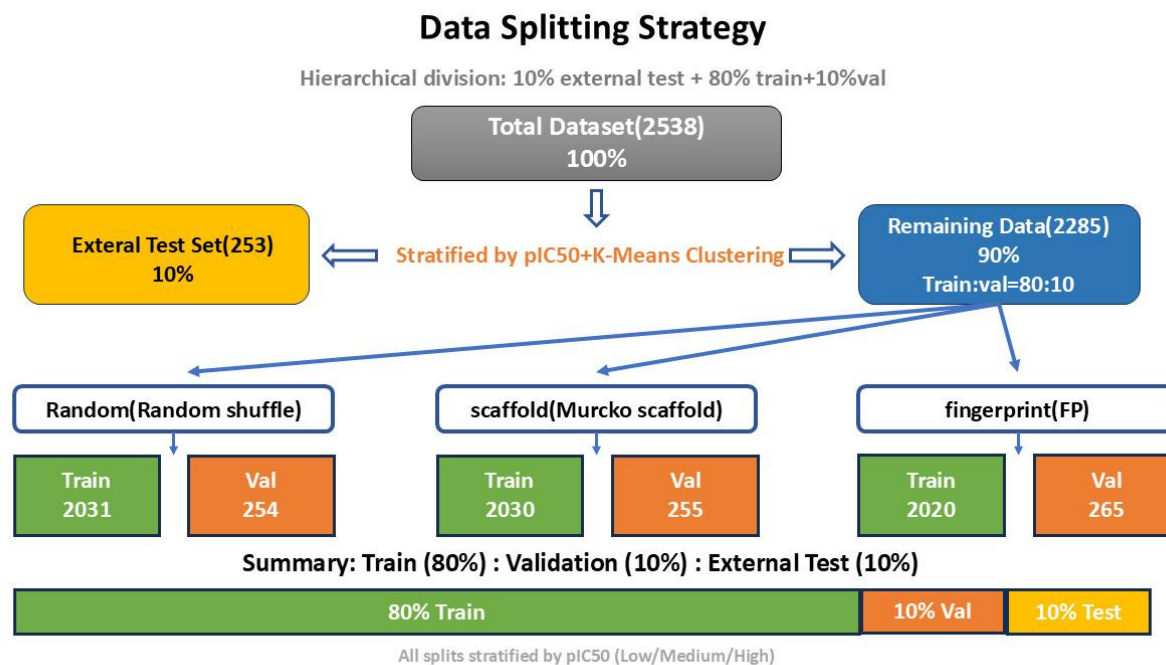 Data Splitting Strategy
Hierarchical division: 10% external test + 80% train+10%val
Total Dataset(2538)
100%
Exteral Test Set(253)
10%
Stratified by pIC50+K-Means Clustering
Remaining Data(2285)
90%
Train:val=80:10
Random(Random shuffle)
scaffold(Murcko scaffold)
fingerprint(FP)
Train
2031
Val
254
Train
2030
Val
255
Train
2020
Val
265
Summary: Train (80%) : Validation (10%) : External Test (10%)
80% Train
10% Val
10% Test
All splits stratified by pIC50 (Low/Medium/High)